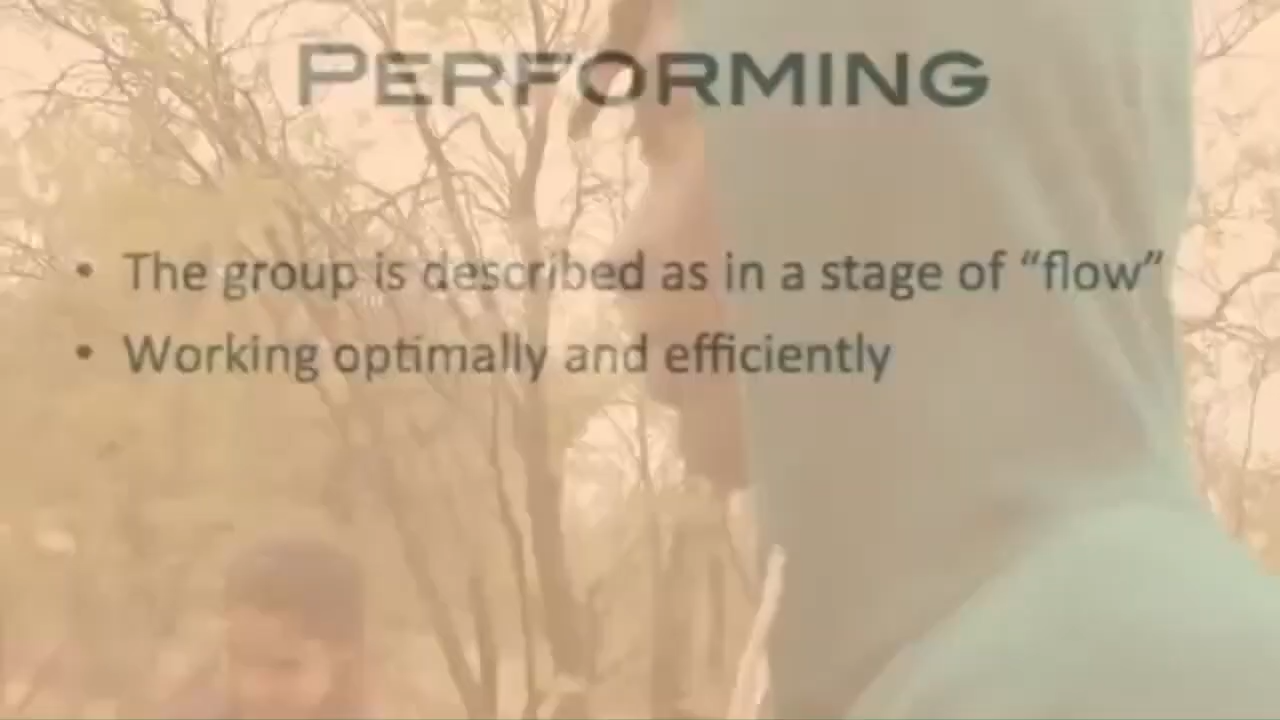 PERFORMING
• The group is described as in a stage of “flow”
• Working optimally and efficiently